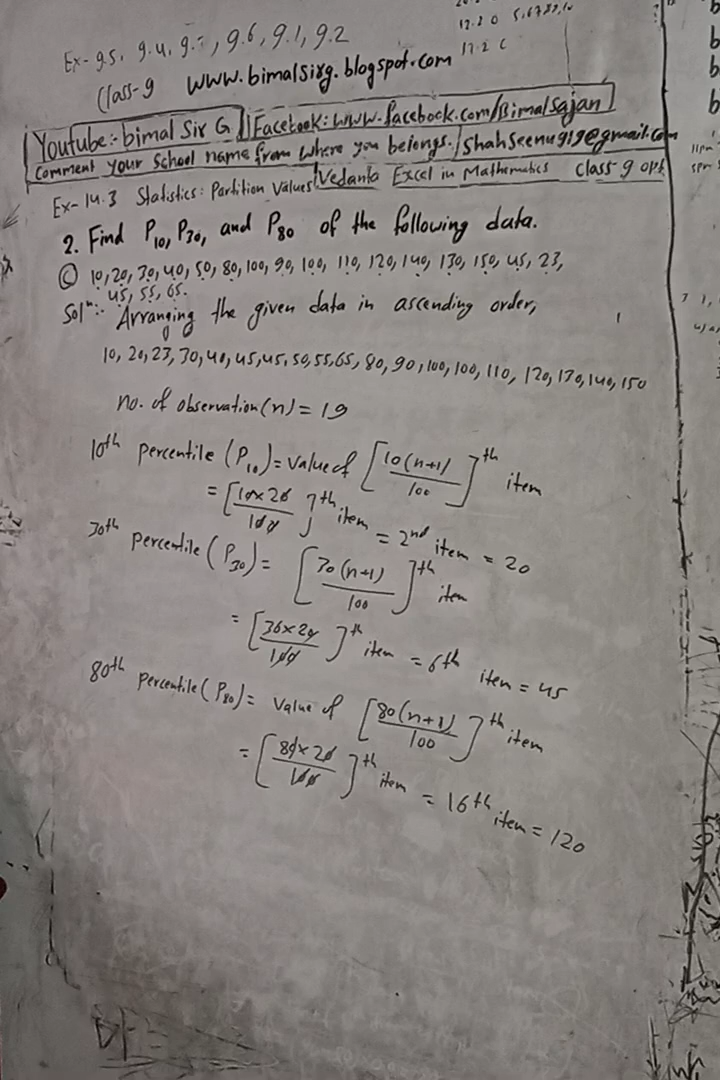 17.2 0
17.2 C
Ex- 9.5, 9.4, 9.7, 9.6, 9.1, 9.2
Class-9 www.bimalsirg.blogspot.com
Youtube:- bimal Sir G || Facebook: www.facebook.com/Bimalsajan
Comment your school name from where you belongs. / shahseenu919@gmail.com
Ex- 14.3 Statistics: Partition Values Vedanta Excel in Mathematics class 9 opt
2. Find P10, P30, and P80 of the following data.
(c) 10, 20, 30, 40, 50, 80, 100, 90, 100, 110, 120, 140, 130, 150, 45, 23,
45, 55, 65.
Solⁿ:- Arranging the given data in ascending order,
10, 20, 23, 30, 40, 45, 45, 50, 55, 65, 80, 90, 100, 100, 110, 120, 130, 140, 150
no. of observation (n) = 19
10th percentile (P10) = value of [10(n+1)/100]th item
= [10×20/100]th item = 2nd item = 20
30th percentile (P30) = [30(n+1)/100]th item
= [30×20/100]th item = 6th item = 45
80th percentile (P80) = value of [80(n+1)/100]th item
= [80×20/100]th item = 16th item = 120